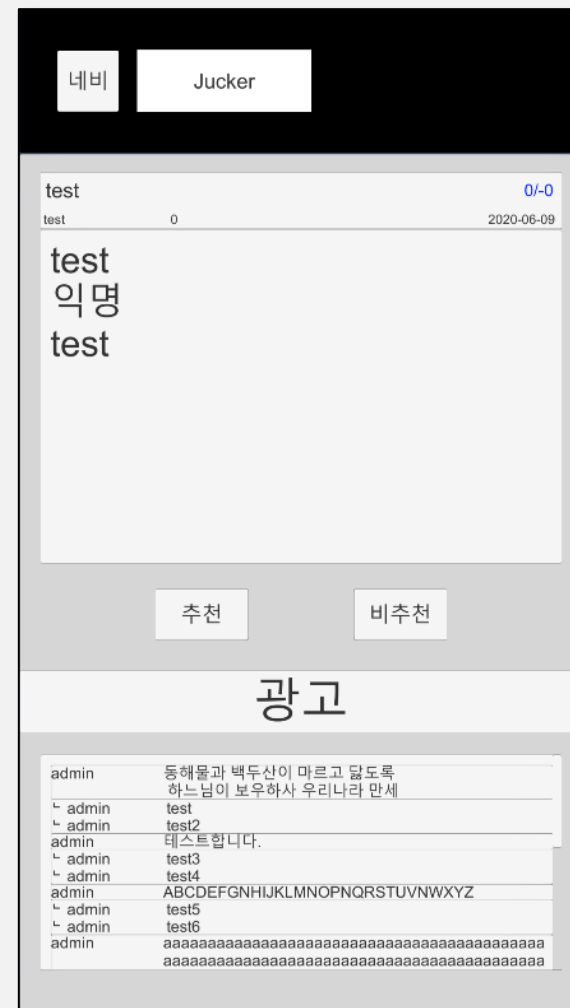 네비 Jucker
test 0/-0
test 0 2020-06-09
test
익명
test
추천 비추천
광고
admin 동해물과 백두산이 마르고 닳도록
하느님이 보우하사 우리나라 만세
ㄴ admin test
ㄴ admin test2
admin 테스트합니다.
ㄴ admin test3
ㄴ admin test4
admin ABCDEFGNHIJKLMNOPNQRSTUVNWXYZ
ㄴ admin test5
ㄴ admin test6
admin aaaaaaaaaaaaaaaaaaaaaaaaaaaaaaaaaaaaaaaaaaa
aaaaaaaaaaaaaaaaaaaaaaaaaaaaaaaaaaaaaaaaaaa